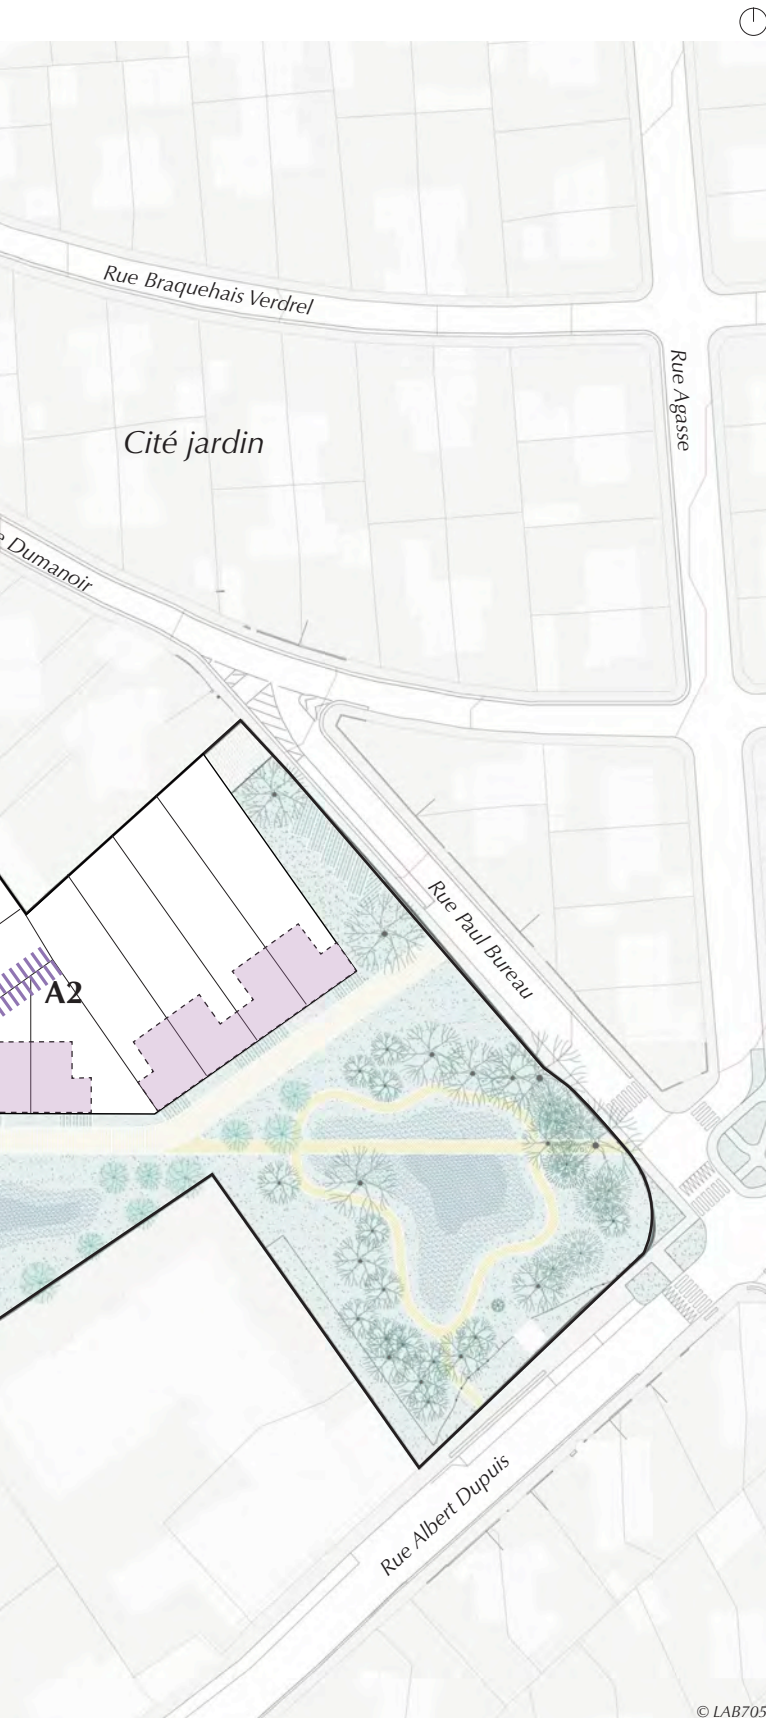 Rue Braquehais Verdrel
Rue Agasse
Cité jardin
Dumanoir
Rue Paul Bureau
A2
Rue Albert Dupuis
© LAB705